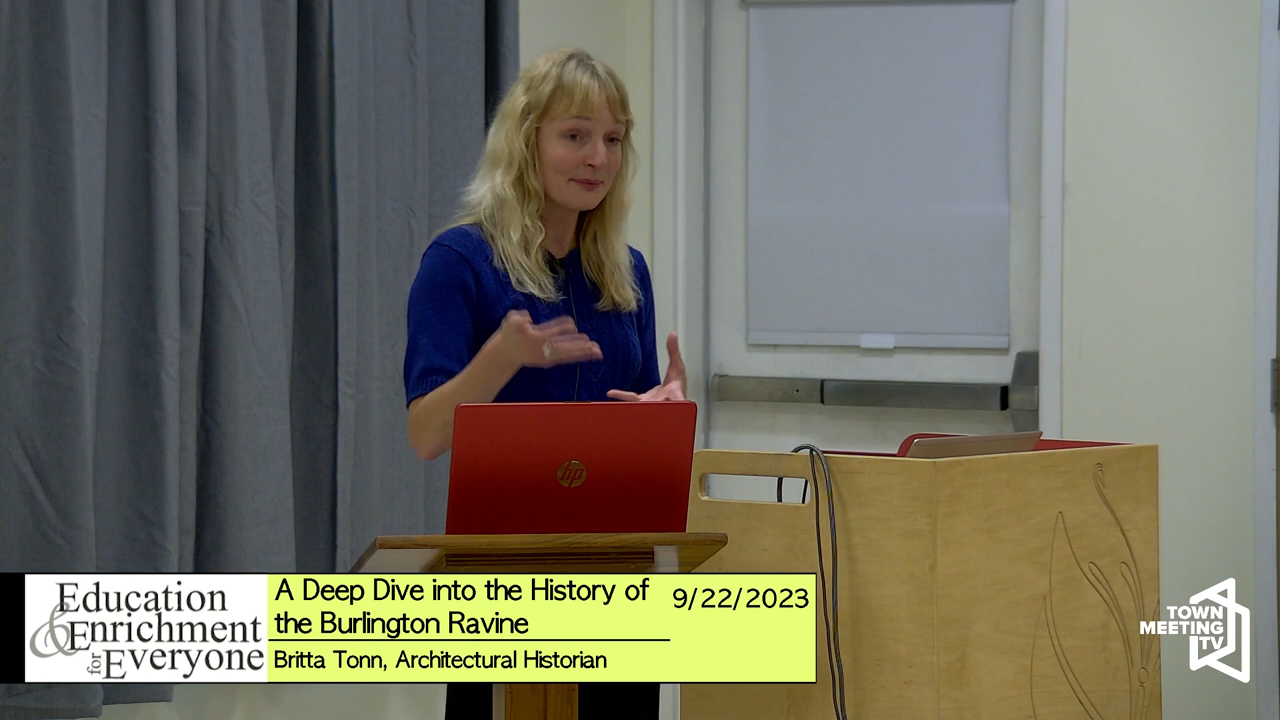 hp
Education
& Enrichment
for Everyone
A Deep Dive into the History of
the Burlington Ravine
9/22/2023
Britta Tonn, Architectural Historian
TOWN
MEETING
TV